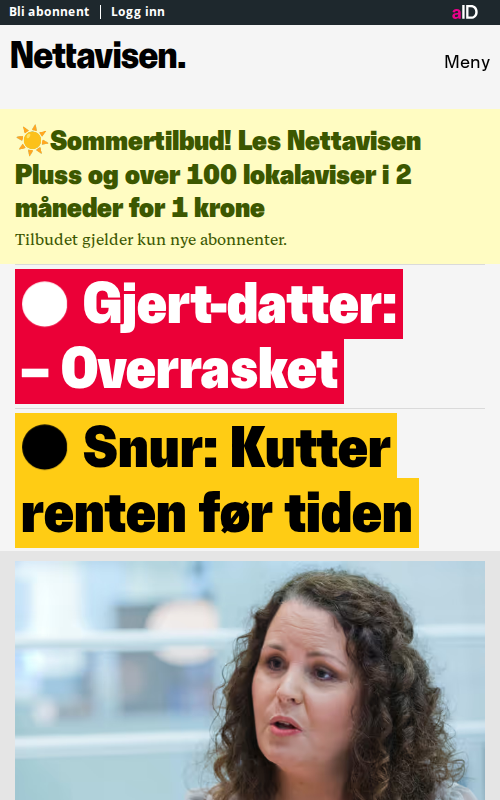 Bli abonnent | Logg inn
aID
Nettavisen.
Meny
☀️Sommertilbud! Les Nettavisen
Pluss og over 100 lokalaviser i 2
måneder for 1 krone
Tilbudet gjelder kun nye abonnenter.
Gjert-datter:
– Overrasket
Snur: Kutter
renten før tiden